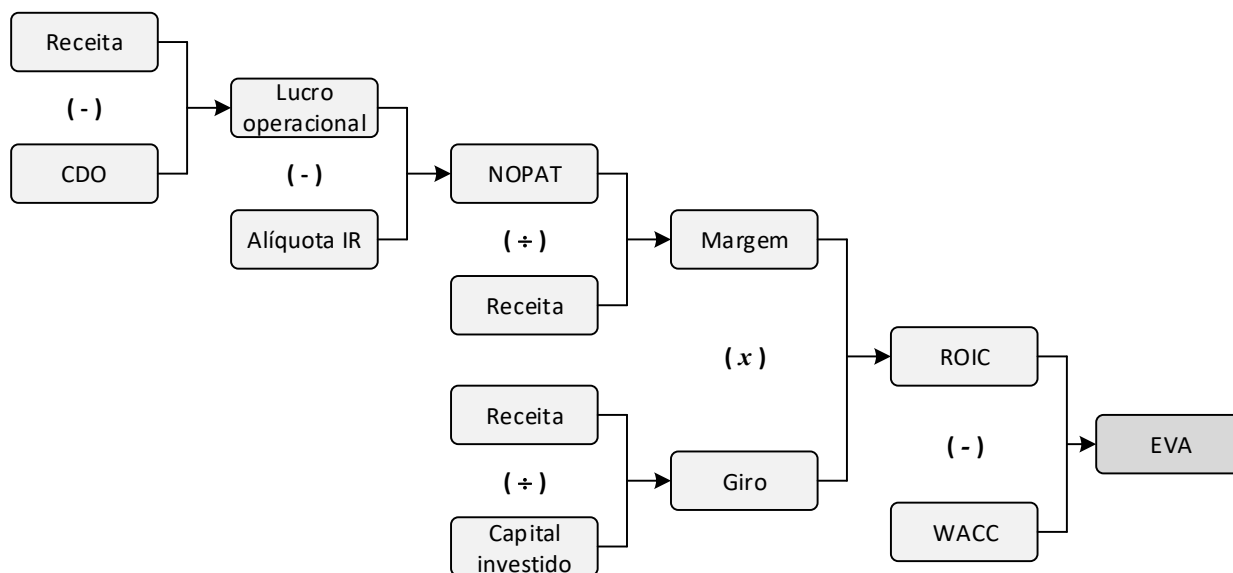 Receita
( - )
CDO
Lucro
operacional
( - )
Alíquota IR
NOPAT
( ÷ )
Receita
Margem
( x )
Receita
( ÷ )
Capital
investido
Giro
ROIC
( - )
WACC
EVA